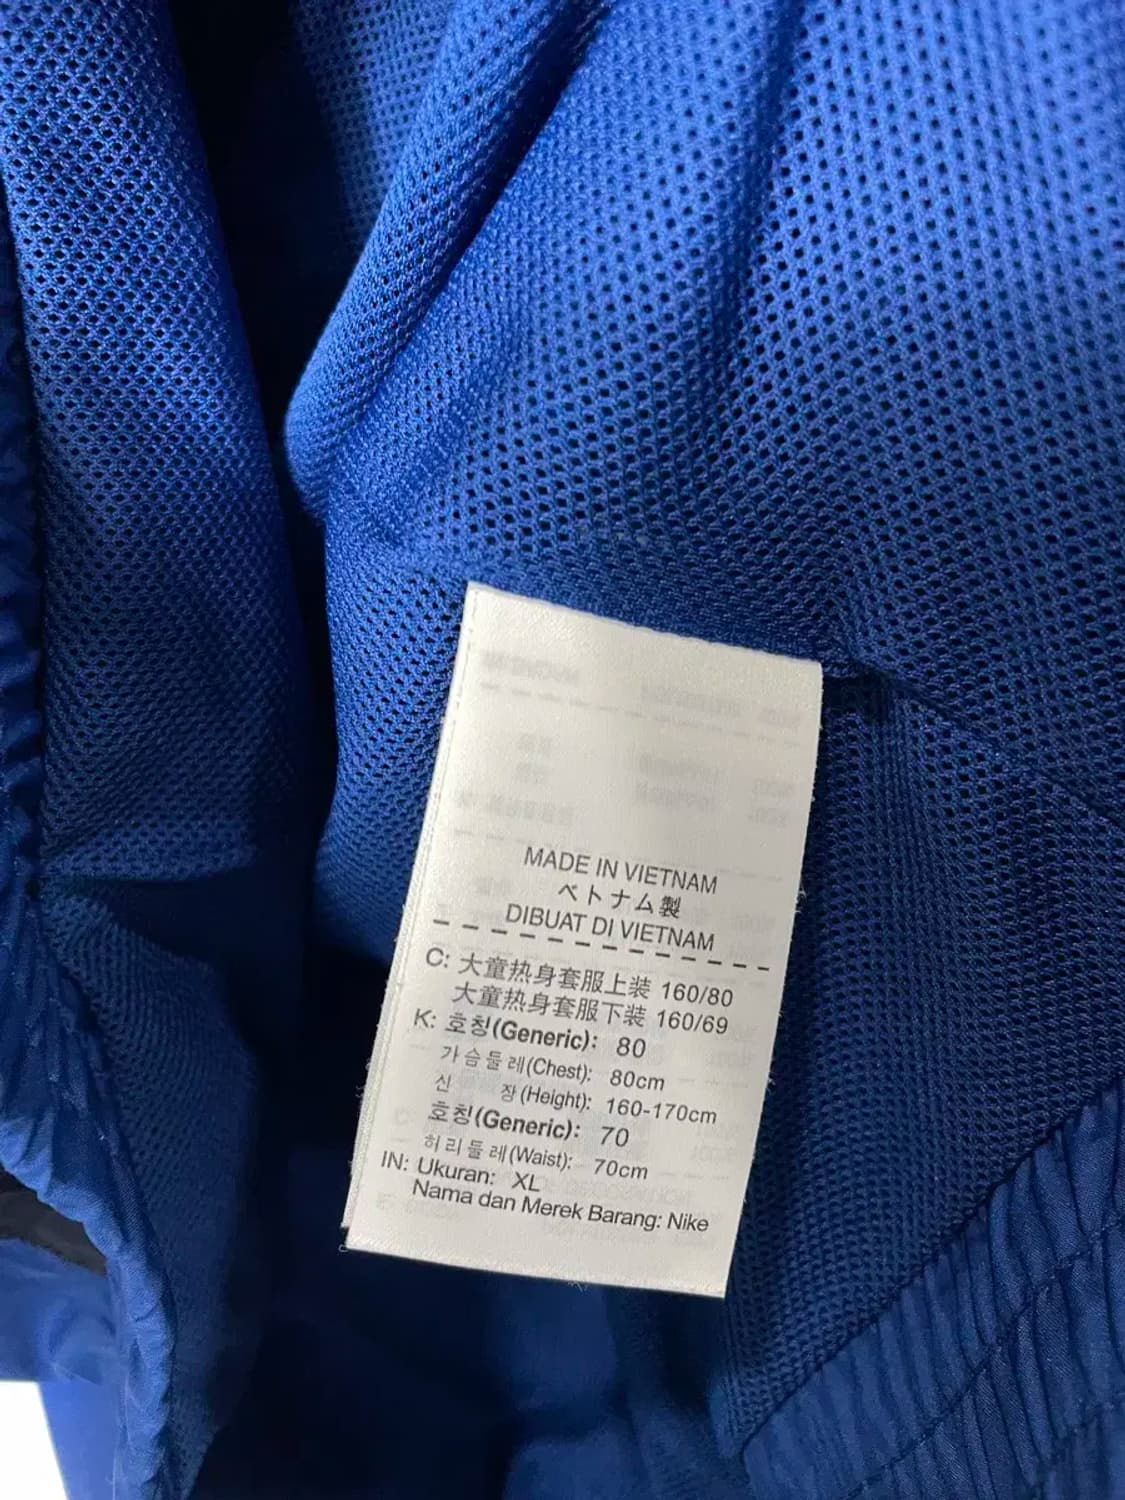 MADE IN VIETNAM
ベトナム製
DIBUAT DI VIETNAM
C: 大童热身套服上装 160/80
大童热身套服下装 160/69
K: 호칭(Generic): 80
가슴둘레(Chest): 80cm
신 장(Height): 160-170cm
호칭(Generic): 70
허리둘레(Waist): 70cm
IN: Ukuran: XL
Nama dan Merek Barang: Nike